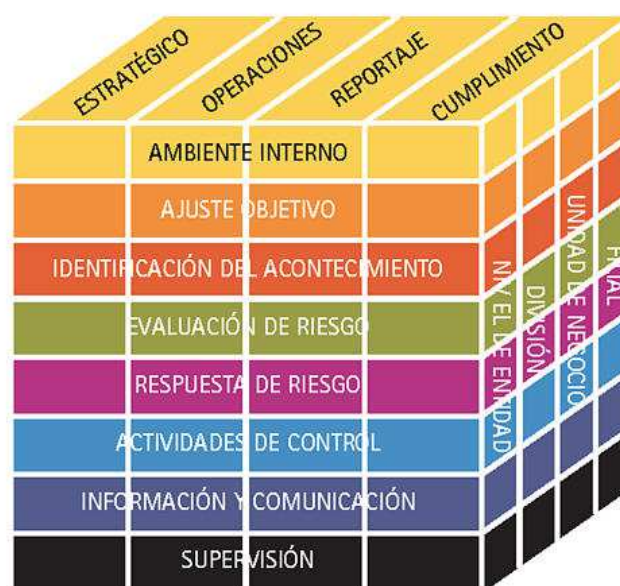 ESTRATÉGICO
OPERACIONES
REPORTAJE
CUMPLIMIENTO
AMBIENTE INTERNO
AJUSTE OBJETIVO
IDENTIFICACIÓN DEL ACONTECIMIENTO
EVALUACIÓN DE RIESGO
RESPUESTA DE RIESGO
ACTIVIDADES DE CONTROL
INFORMACIÓN Y COMUNICACIÓN
SUPERVISIÓN
NIVEL DE ENTIDAD
DIVISIÓN
UNIDAD DE NEGOCIO
FILIAL